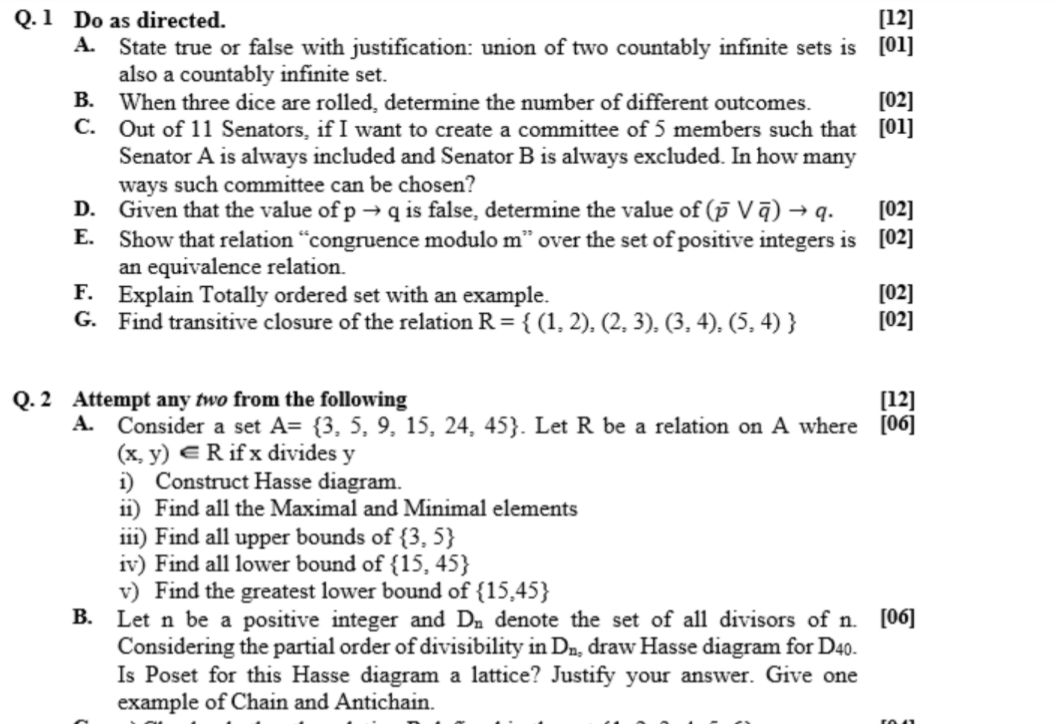 Q. 1 Do as directed. [12]
A. State true or false with justification: union of two countably infinite sets is [01]
also a countably infinite set.
B. When three dice are rolled, determine the number of different outcomes. [02]
C. Out of 11 Senators, if I want to create a committee of 5 members such that [01]
Senator A is always included and Senator B is always excluded. In how many
ways such committee can be chosen?
D. Given that the value of p → q is false, determine the value of (p̅ V q̅) → q. [02]
E. Show that relation “congruence modulo m” over the set of positive integers is [02]
an equivalence relation.
F. Explain Totally ordered set with an example. [02]
G. Find transitive closure of the relation R = { (1, 2), (2, 3), (3, 4), (5, 4) } [02]
Q. 2 Attempt any two from the following [12]
A. Consider a set A= {3, 5, 9, 15, 24, 45}. Let R be a relation on A where [06]
(x, y) ∈ R if x divides y
i) Construct Hasse diagram.
ii) Find all the Maximal and Minimal elements
iii) Find all upper bounds of {3, 5}
iv) Find all lower bound of {15, 45}
v) Find the greatest lower bound of {15,45}
B. Let n be a positive integer and Dₙ denote the set of all divisors of n. [06]
Considering the partial order of divisibility in Dₙ, draw Hasse diagram for D₄₀.
Is Poset for this Hasse diagram a lattice? Justify your answer. Give one
example of Chain and Antichain.